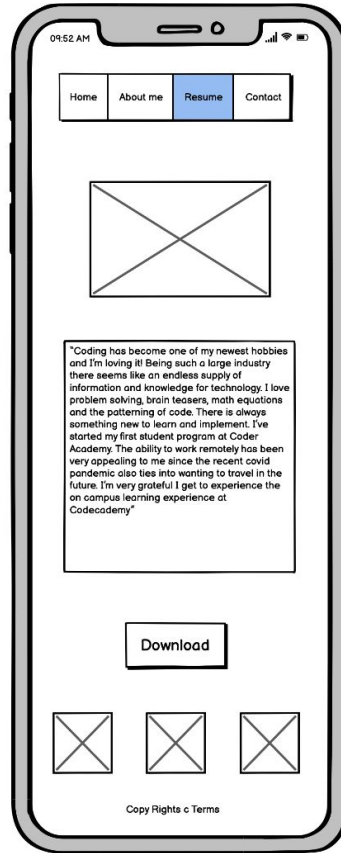 09:52 AM
Home About me Resume Contact
"Coding has become one of my newest hobbies
and I'm loving it! Being such a large industry
there seems like an endless supply of
information and knowledge for technology. I love
problem solving, brain teasers, math equations
and the patterning of code. There is always
something new to learn and implement. I've
started my first student program at Coder
Academy. The ability to work remotely has been
very appealing to me since the recent covid
pandemic also ties into wanting to travel in the
future. I'm very grateful I get to experience the
on campus learning experience at
Codecademy"
Download
Copy Rights c Terms